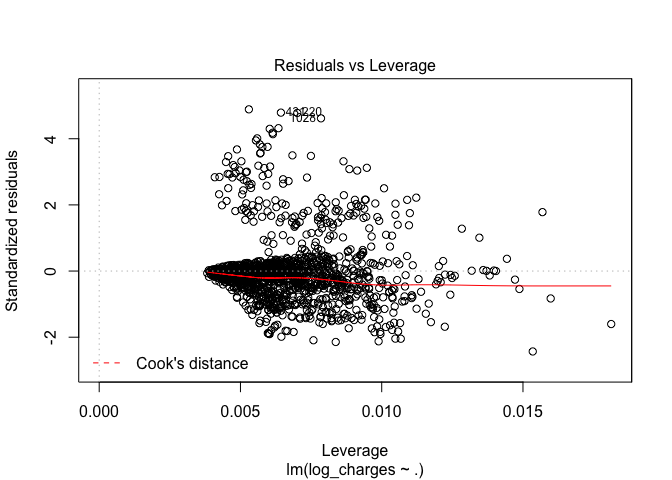 Residuals vs Leverage
Standardized residuals
4
2
0
-2
1028
Cook's distance
0.000 0.005 0.010 0.015
Leverage
lm(log_charges ~ .)